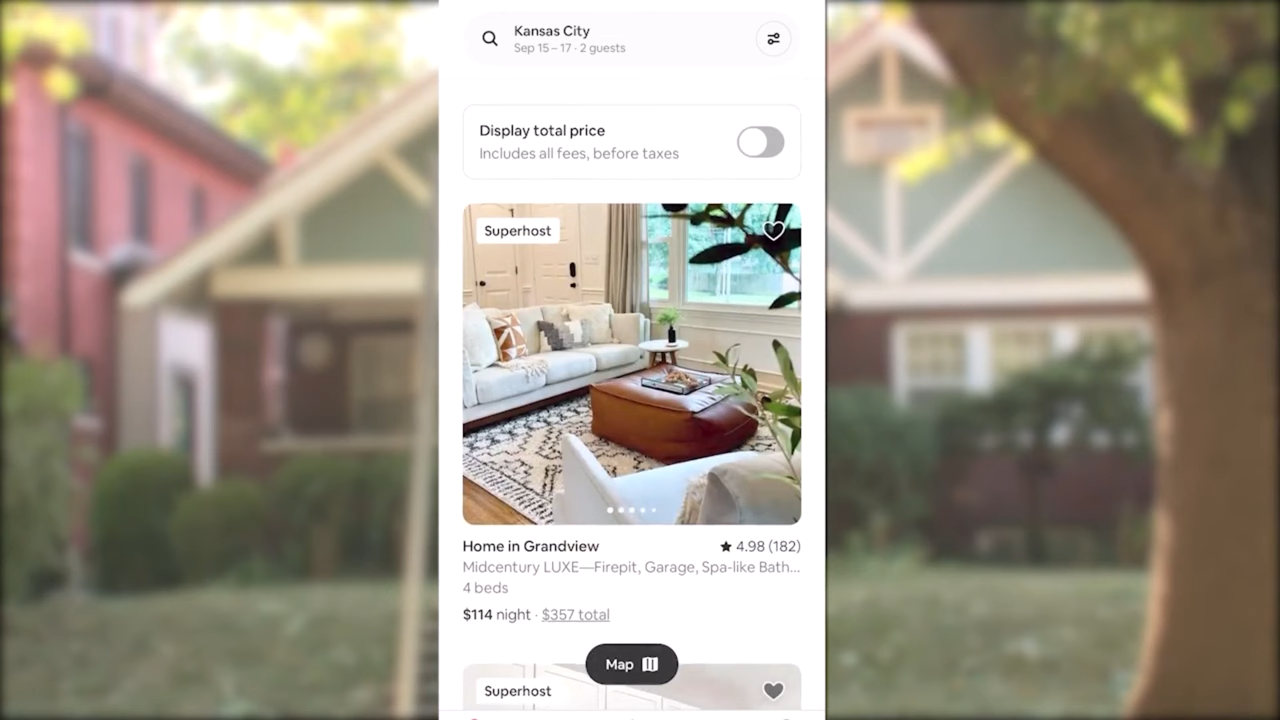 Kansas City
Sep 15 – 17 · 2 guests
Display total price
Includes all fees, before taxes
Superhost
Home in Grandview
★ 4.98 (182)
Midcentury LUXE—Firepit, Garage, Spa-like Bath...
4 beds
$114 night · $357 total
Map
Superhost